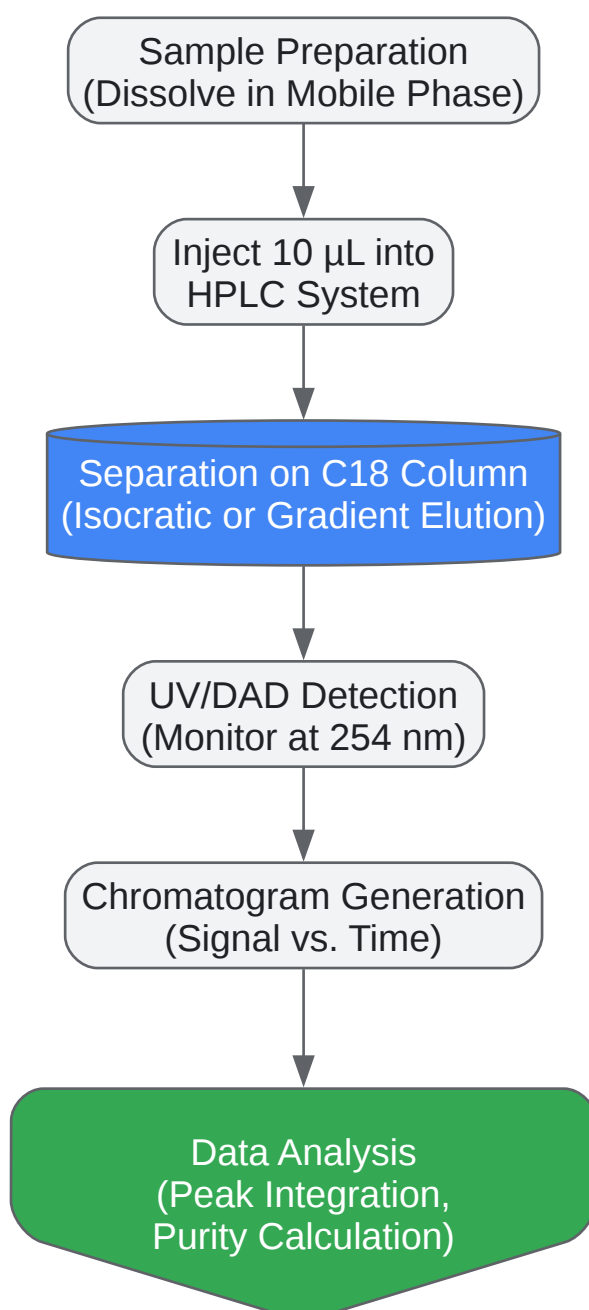 Sample Preparation
(Dissolve in Mobile Phase)
Inject 10 µL into
HPLC System
Separation on C18 Column
(Isocratic or Gradient Elution)
UV/DAD Detection
(Monitor at 254 nm)
Chromatogram Generation
(Signal vs. Time)
Data Analysis
(Peak Integration,
Purity Calculation)